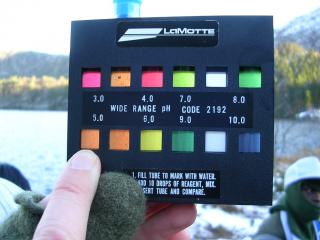 LaMOTTE
3.0 4.0 7.0 8.0
WIDE RANGE pH CODE 2192
5.0 6.0 9.0 10.0
1. FILL TUBE TO MARK WITH WATER.
ADD 10 DROPS OF REAGENT, MIX.
INSERT TUBE AND COMPARE.